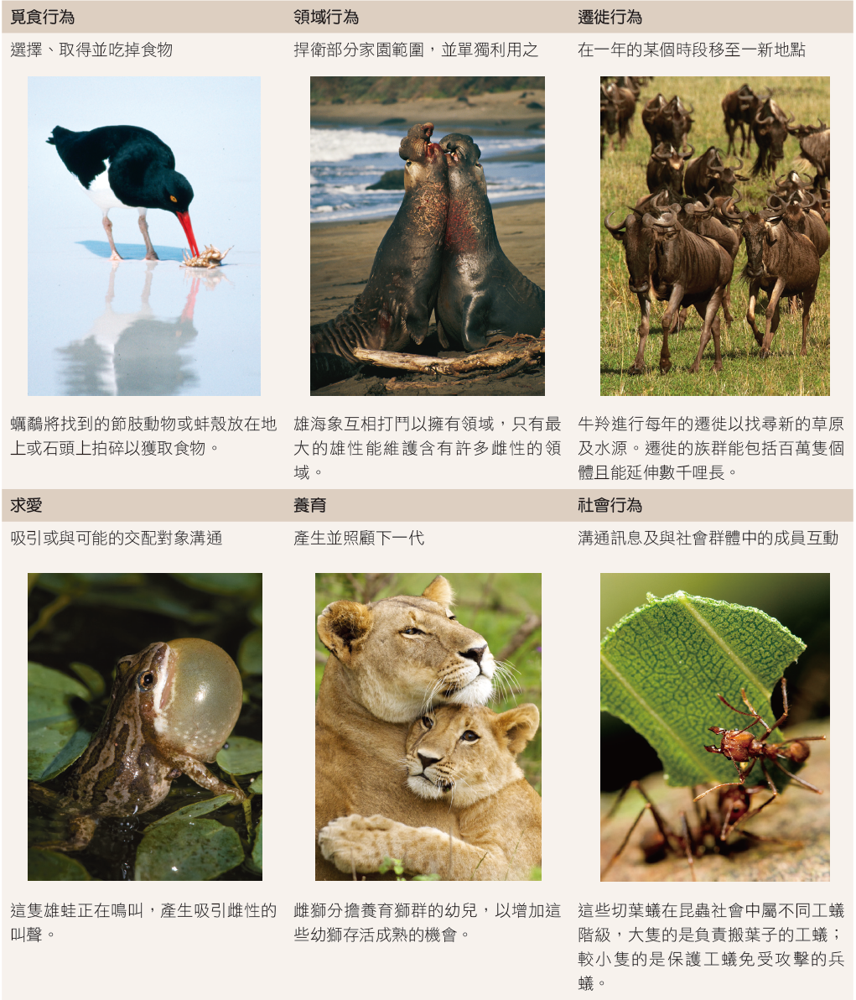 覓食行為
領域行為
遷徙行為
選擇、取得並吃掉食物
捍衛部分家園範圍，並單獨利用之
在一年的某個時段移至一新地點
蠣鷸將找到的節肢動物或蚌殼放在地
上或石頭上拍碎以獲取食物。
雄海象互相打鬥以擁有領域，只有最
大的雄性能維護含有許多雌性的領
域。
牛羚進行每年的遷徙以找尋新的草原
及水源。遷徙的族群能包括百萬隻個
體且能延伸數千哩長。
求愛
養育
社會行為
吸引或與可能的交配對象溝通
產生並照顧下一代
溝通訊息及與社會群體中的成員互動
這隻雄蛙正在鳴叫，產生吸引雌性的
叫聲。
雌獅分擔養育獅群的幼兒，以增加這
些幼獅存活成熟的機會。
這些切葉蟻在昆蟲社會中屬不同工蟻
階級，大隻的是負責搬葉子的工蟻；
較小隻的是保護工蟻免受攻擊的兵
蟻。